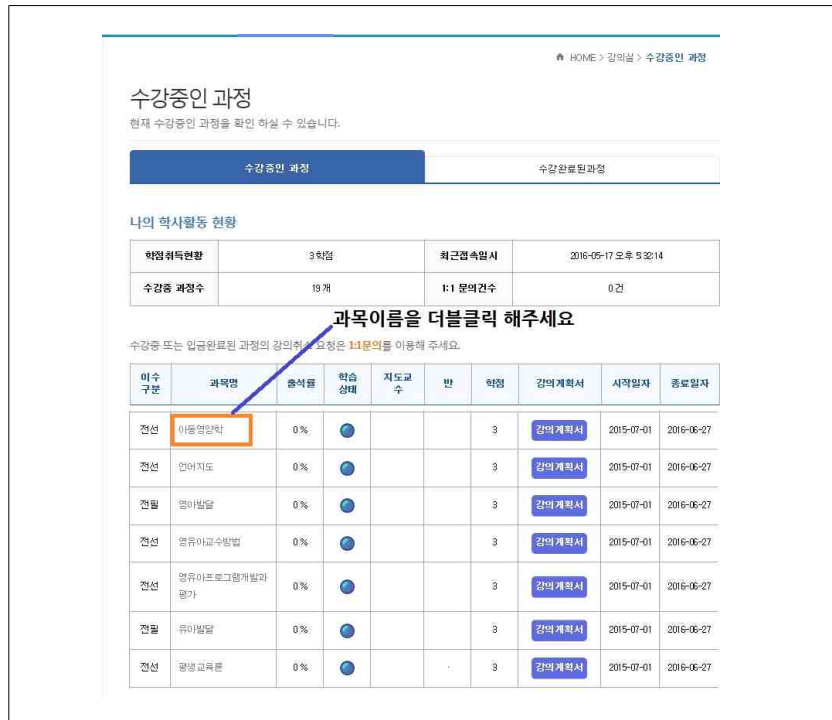 HOME > 강의실 > 수강중인 과정
수강중인 과정
현재 수강중인 과정을 확인 하실 수 있습니다.
수강중인 과정 수강완료된과정
나의 학사활동 현황
학점취득현황 3학점 최근접속일시 2016-05-17 오후 5:32:14
수강중 과정수 19개 1:1 문의건수 0건
과목이름을 더블클릭 해주세요
수강중 또는 입금완료된 과정의 강의취소 요청은 1:1문의를 이용해 주세요.
이수구분 과목명 출석률 학습상태 지도교수 반 학점 강의계획서 시작일자 종료일자
전선 아동영양학 0% 3 강의계획서 2015-07-01 2016-06-27
전선 언어지도 0% 3 강의계획서 2015-07-01 2016-06-27
전필 영아발달 0% 3 강의계획서 2015-07-01 2016-06-27
전선 영유아교수방법 0% 3 강의계획서 2015-07-01 2016-06-27
전선 영유아프로그램개발과평가 0% 3 강의계획서 2015-07-01 2016-06-27
전필 유아발달 0% 3 강의계획서 2015-07-01 2016-06-27
전선 평생교육론 0% 3 강의계획서 2015-07-01 2016-06-27